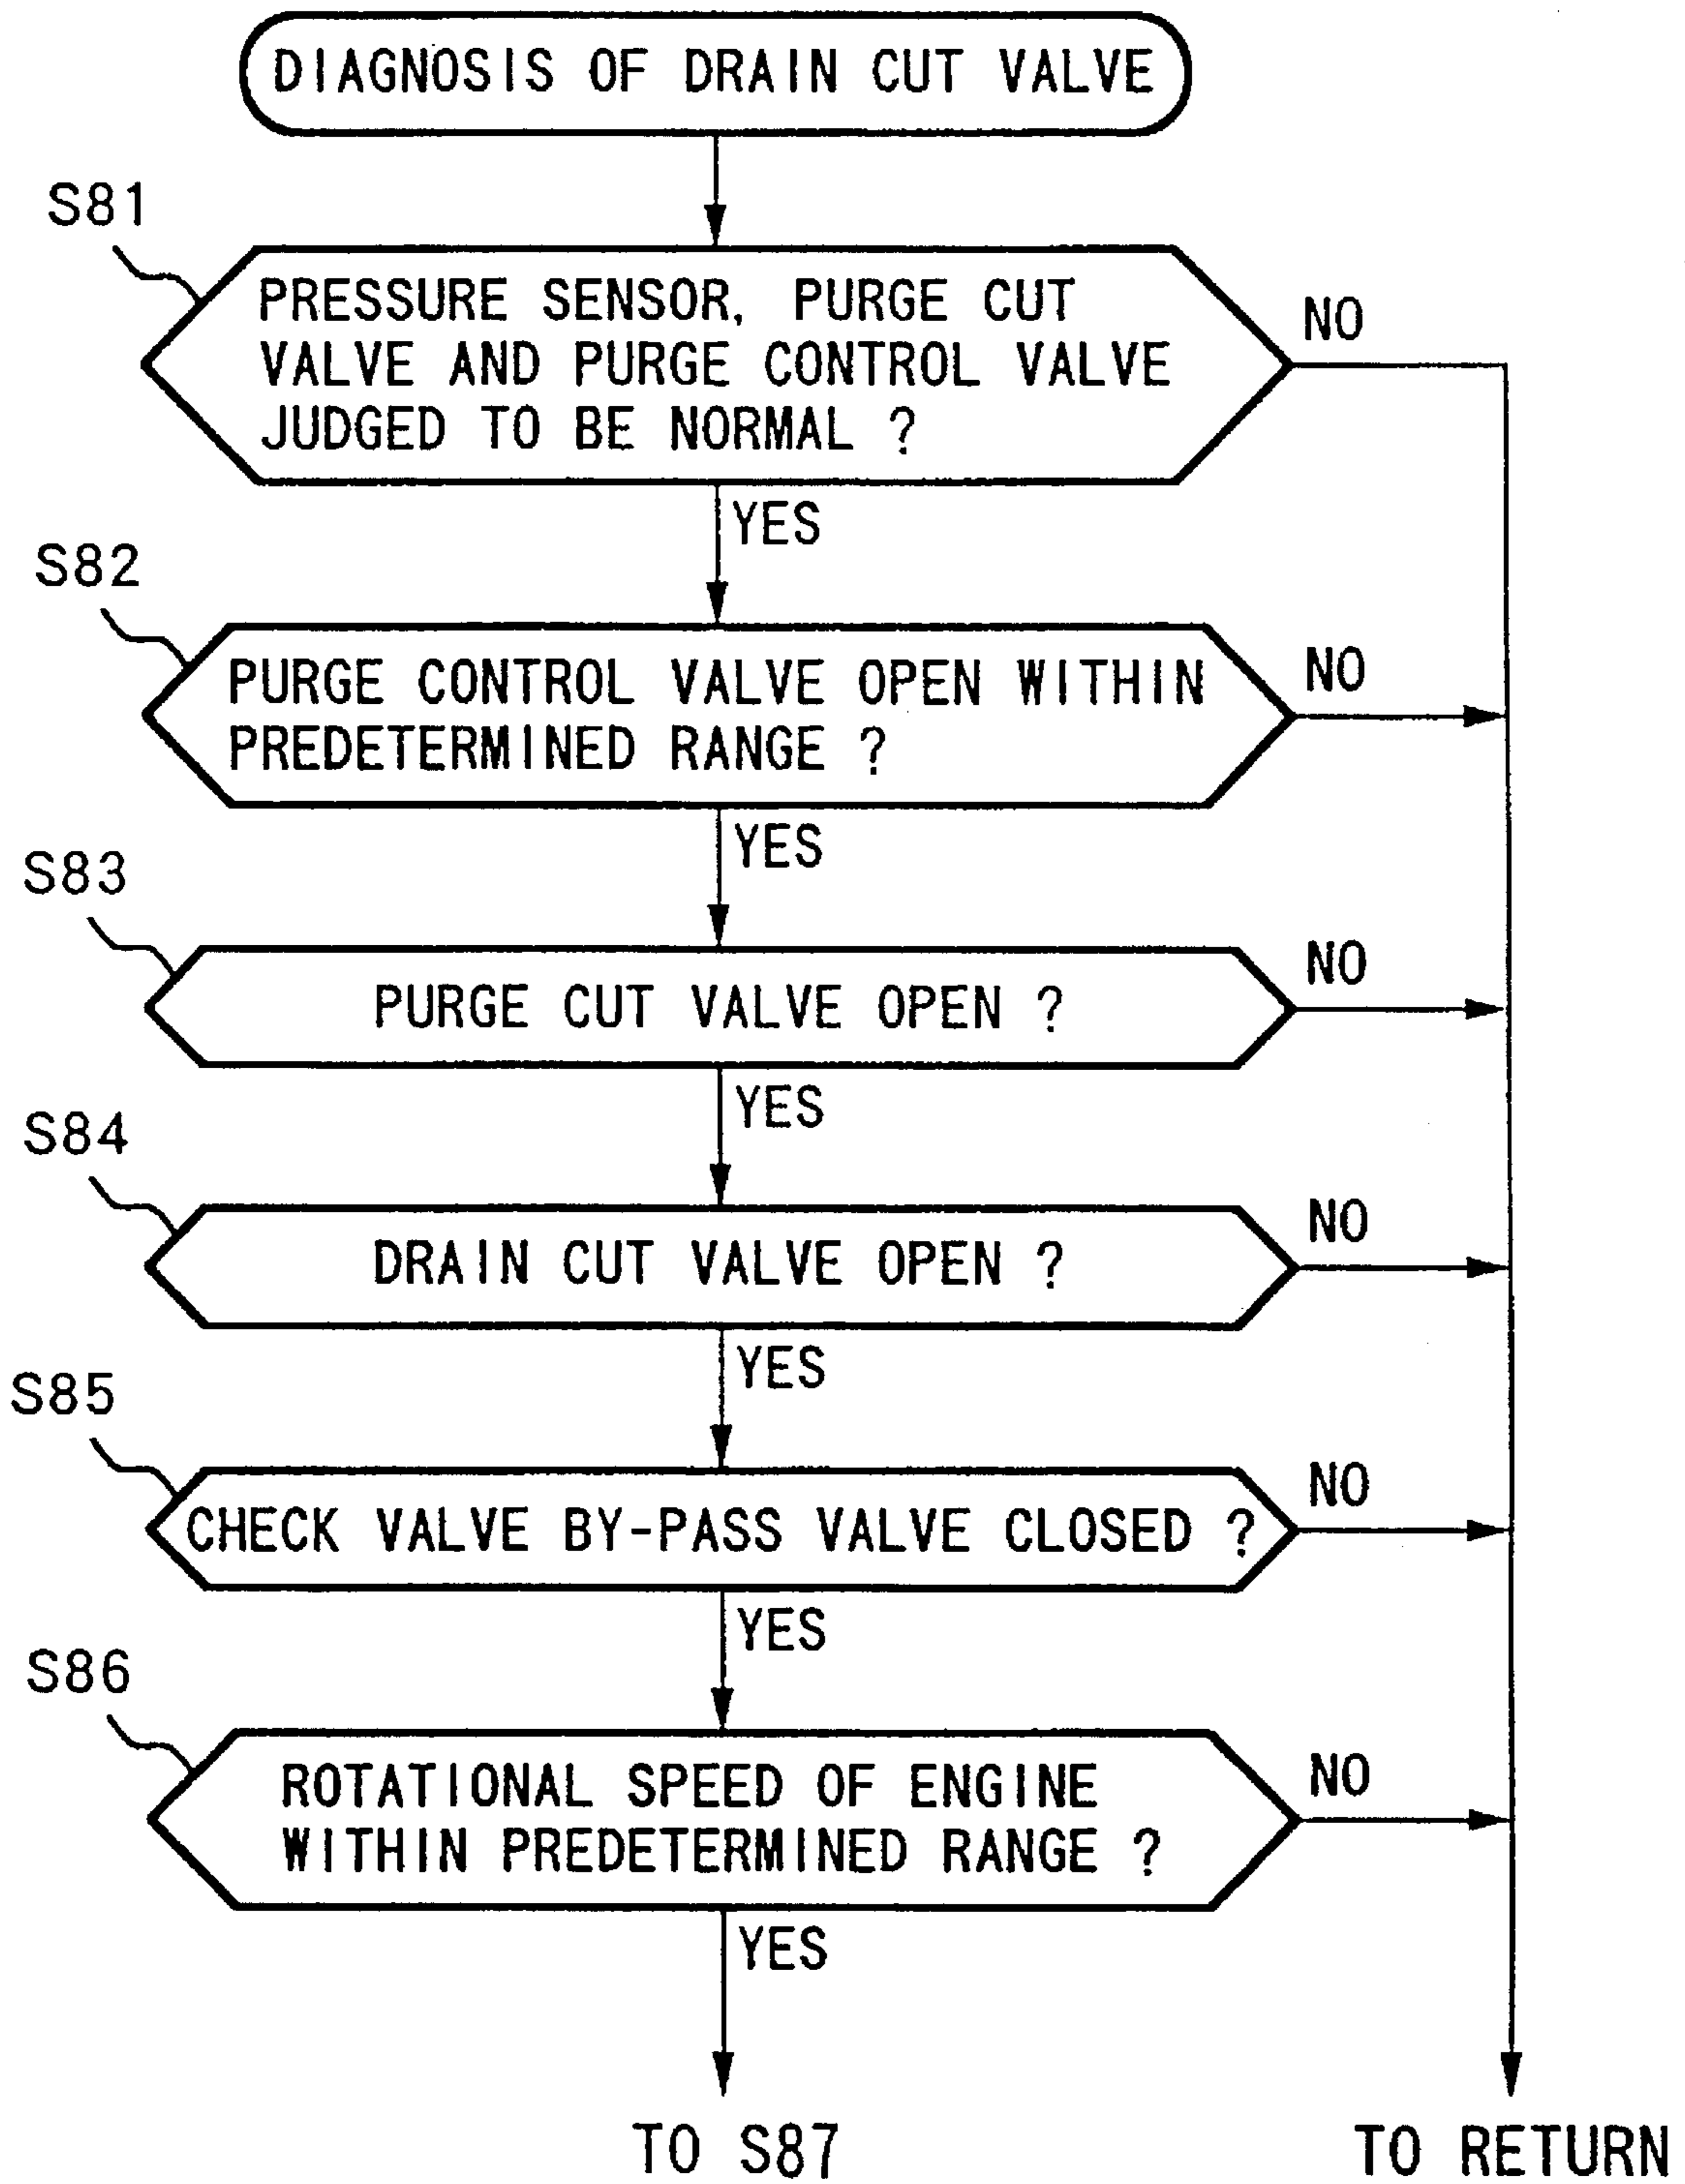 DIAGNOSIS OF DRAIN CUT VALVE
S81
PRESSURE SENSOR, PURGE CUT
VALVE AND PURGE CONTROL VALVE
JUDGED TO BE NORMAL ?
NO
YES
S82
PURGE CONTROL VALVE OPEN WITHIN
PREDETERMINED RANGE ?
NO
YES
S83
PURGE CUT VALVE OPEN ?
NO
YES
S84
DRAIN CUT VALVE OPEN ?
NO
YES
S85
CHECK VALVE BY-PASS VALVE CLOSED ?
NO
YES
S86
ROTATIONAL SPEED OF ENGINE
WITHIN PREDETERMINED RANGE ?
NO
YES
TO S87
TO RETURN